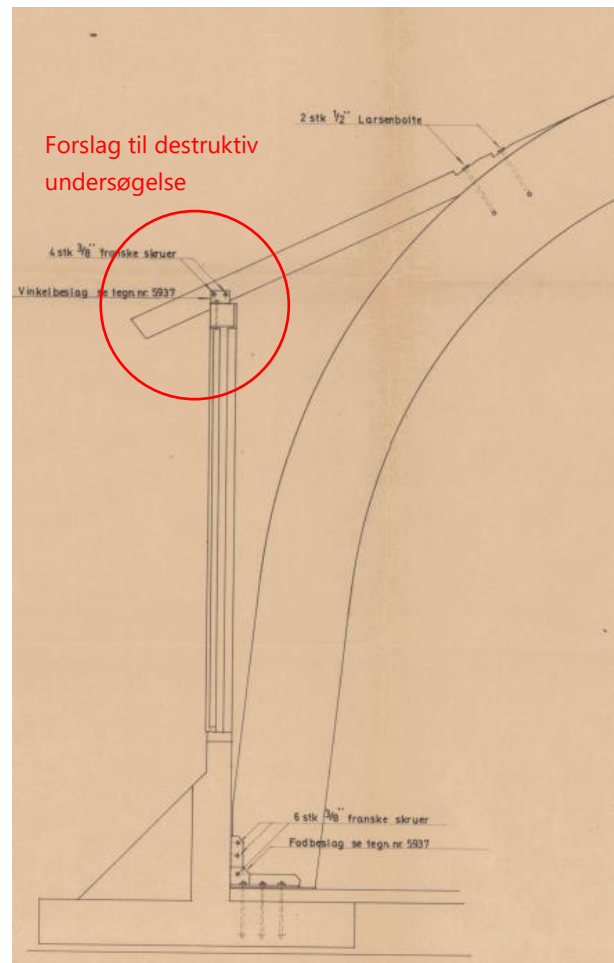 2 stk 1/2" Larsenbolte
Forslag til destruktiv
undersøgelse
4 stk 3/8" franske skruer
Vinkelbeslag se tegn. nr. 5937
6 stk 3/8" franske skruer
Fodbeslag se tegn. nr. 5937